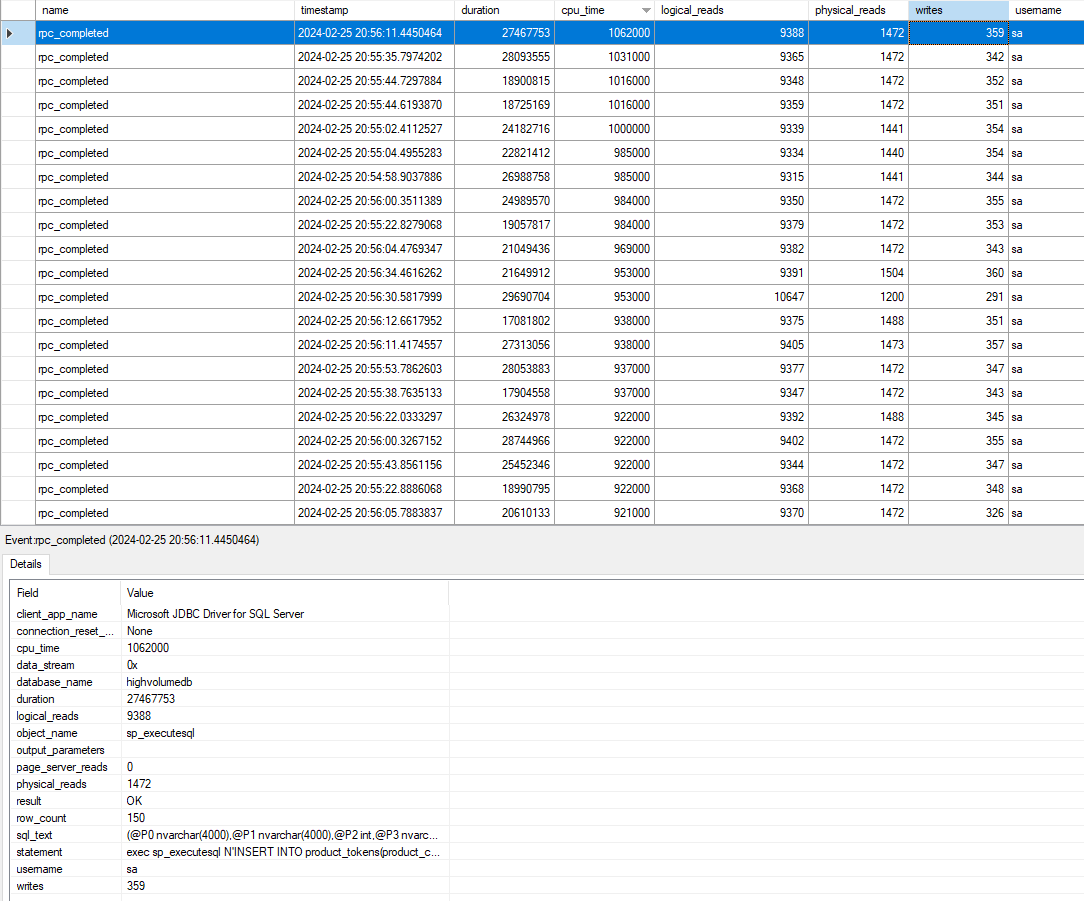 name timestamp duration cpu_time logical_reads physical_reads writes username
rpc_completed 2024-02-25 20:56:11.4450464 27467753 1062000 9388 1472 359 sa
rpc_completed 2024-02-25 20:55:35.7974202 28093555 1031000 9365 1472 342 sa
rpc_completed 2024-02-25 20:55:44.7297884 18900815 1016000 9348 1472 352 sa
rpc_completed 2024-02-25 20:55:44.6193870 18725169 1016000 9359 1472 351 sa
rpc_completed 2024-02-25 20:55:02.4112527 24182716 1000000 9339 1441 354 sa
rpc_completed 2024-02-25 20:55:04.4955283 22821412 985000 9334 1440 354 sa
rpc_completed 2024-02-25 20:54:58.9037886 26988758 985000 9315 1441 344 sa
rpc_completed 2024-02-25 20:56:00.3511389 24989570 984000 9350 1472 355 sa
rpc_completed 2024-02-25 20:55:22.8279068 19057817 984000 9379 1472 353 sa
rpc_completed 2024-02-25 20:56:04.4769347 21049436 969000 9382 1472 343 sa
rpc_completed 2024-02-25 20:56:34.4616262 21649912 953000 9391 1504 360 sa
rpc_completed 2024-02-25 20:56:30.5817999 29690704 953000 10647 1200 291 sa
rpc_completed 2024-02-25 20:56:12.6617952 17081802 938000 9375 1488 351 sa
rpc_completed 2024-02-25 20:56:11.4174557 27313056 938000 9405 1473 357 sa
rpc_completed 2024-02-25 20:55:53.7862603 28053883 937000 9377 1472 347 sa
rpc_completed 2024-02-25 20:55:38.7635133 17904558 937000 9347 1472 343 sa
rpc_completed 2024-02-25 20:56:22.0333297 26324978 922000 9392 1488 345 sa
rpc_completed 2024-02-25 20:56:00.3267152 28744966 922000 9402 1472 355 sa
rpc_completed 2024-02-25 20:55:43.8561156 25452346 922000 9344 1472 347 sa
rpc_completed 2024-02-25 20:55:22.8886068 18990795 922000 9368 1472 348 sa
rpc_completed 2024-02-25 20:56:05.7883837 20610133 921000 9370 1472 326 sa
Event:rpc_completed (2024-02-25 20:56:11.4450464)
Details
Field Value
client_app_name Microsoft JDBC Driver for SQL Server
connection_reset_... None
cpu_time 1062000
data_stream 0x
database_name highvolumedb
duration 27467753
logical_reads 9388
object_name sp_executesql
output_parameters
page_server_reads 0
physical_reads 1472
result OK
row_count 150
sql_text (@P0 nvarchar(4000),@P1 nvarchar(4000),@P2 int,@P3 nvarc...
statement exec sp_executesql N'INSERT INTO product_tokens(product_c...
username sa
writes 359